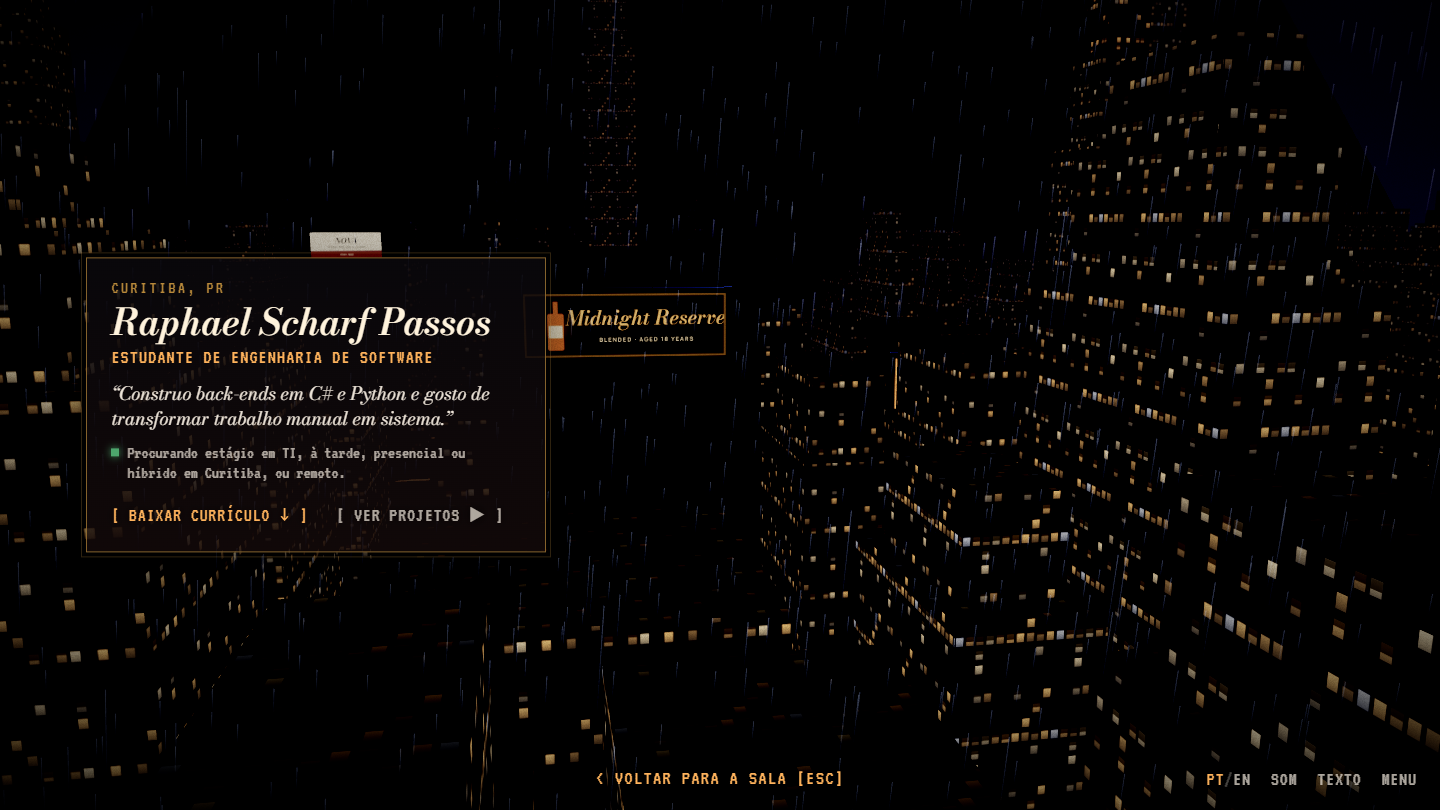 NOVA
CURITIBA, PR
Raphael Scharf Passos
ESTUDANTE DE ENGENHARIA DE SOFTWARE
“Construo back-ends em C# e Python e gosto de
transformar trabalho manual em sistema.”
Procurando estágio em TI, à tarde, presencial ou
híbrido em Curitiba, ou remoto.
[ BAIXAR CURRÍCULO ↓ ] [ VER PROJETOS ▶ ]
Midnight Reserve
BLENDED · AGED 18 YEARS
< VOLTAR PARA A SALA [ESC]
PT/EN SOM TEXTO MENU